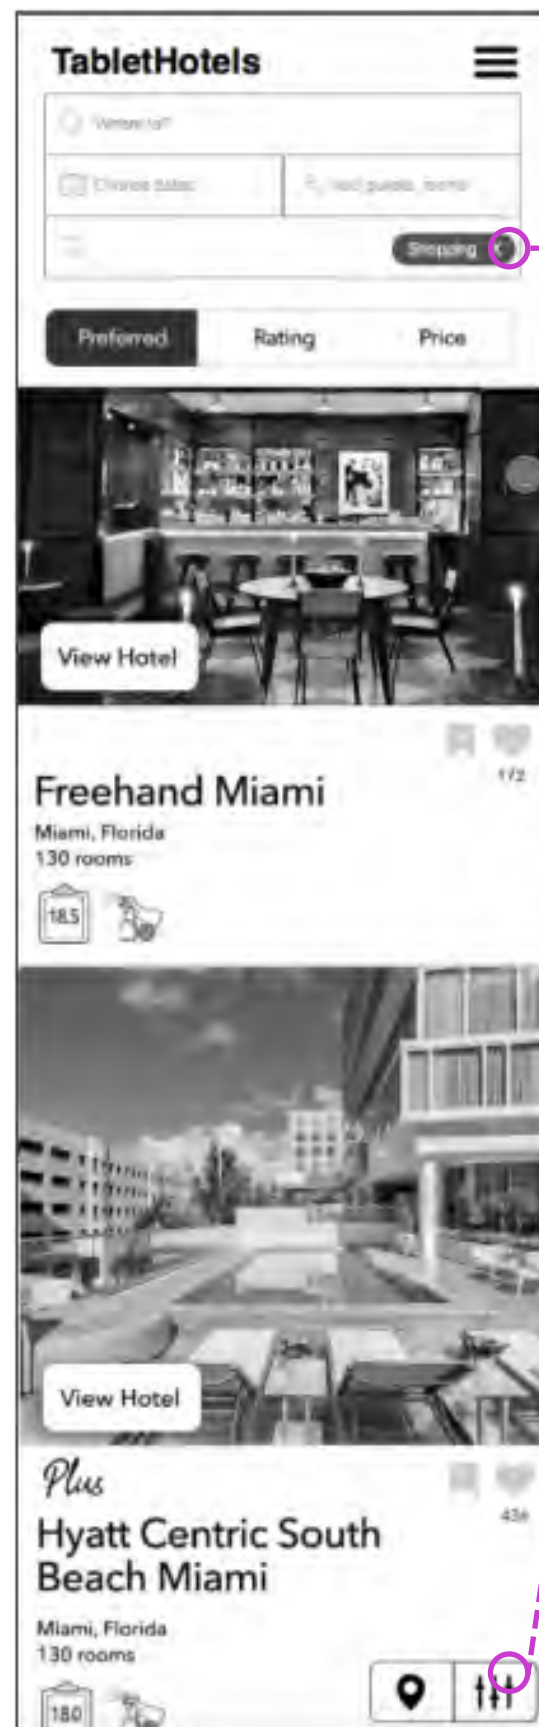 TabletHotels
Where to?
Choose dates
Shopping
Preferred Rating Price
View Hotel
172
Freehand Miami
Miami, Florida
130 rooms
18.5
View Hotel
Plus
436
Hyatt Centric South
Beach Miami
Miami, Florida
130 rooms
18.0